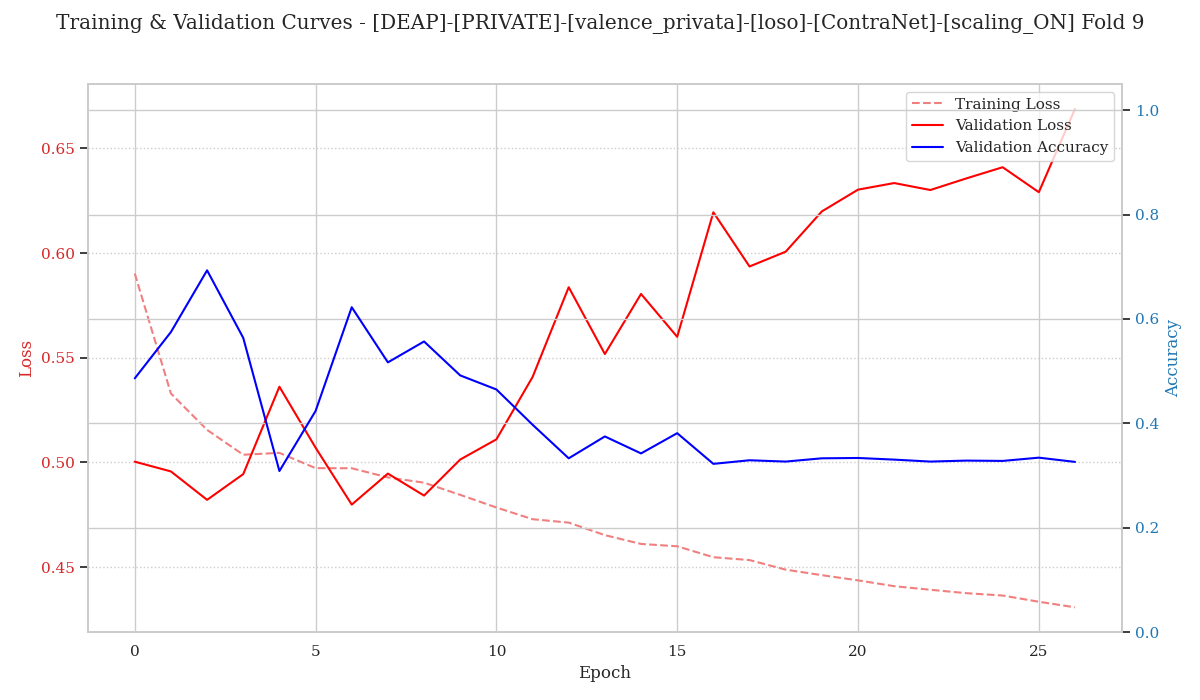 Training & Validation Curves - [DEAP]-[PRIVATE]-[valence_privata]-[loso]-[ContraNet]-[scaling_ON] Fold 9
Training Loss
Validation Loss
Validation Accuracy
0.65
0.60
0.55
0.50
0.45
Loss
1.0
0.8
0.6
0.4
0.2
0.0
Accuracy
0
5
10
15
20
25
Epoch